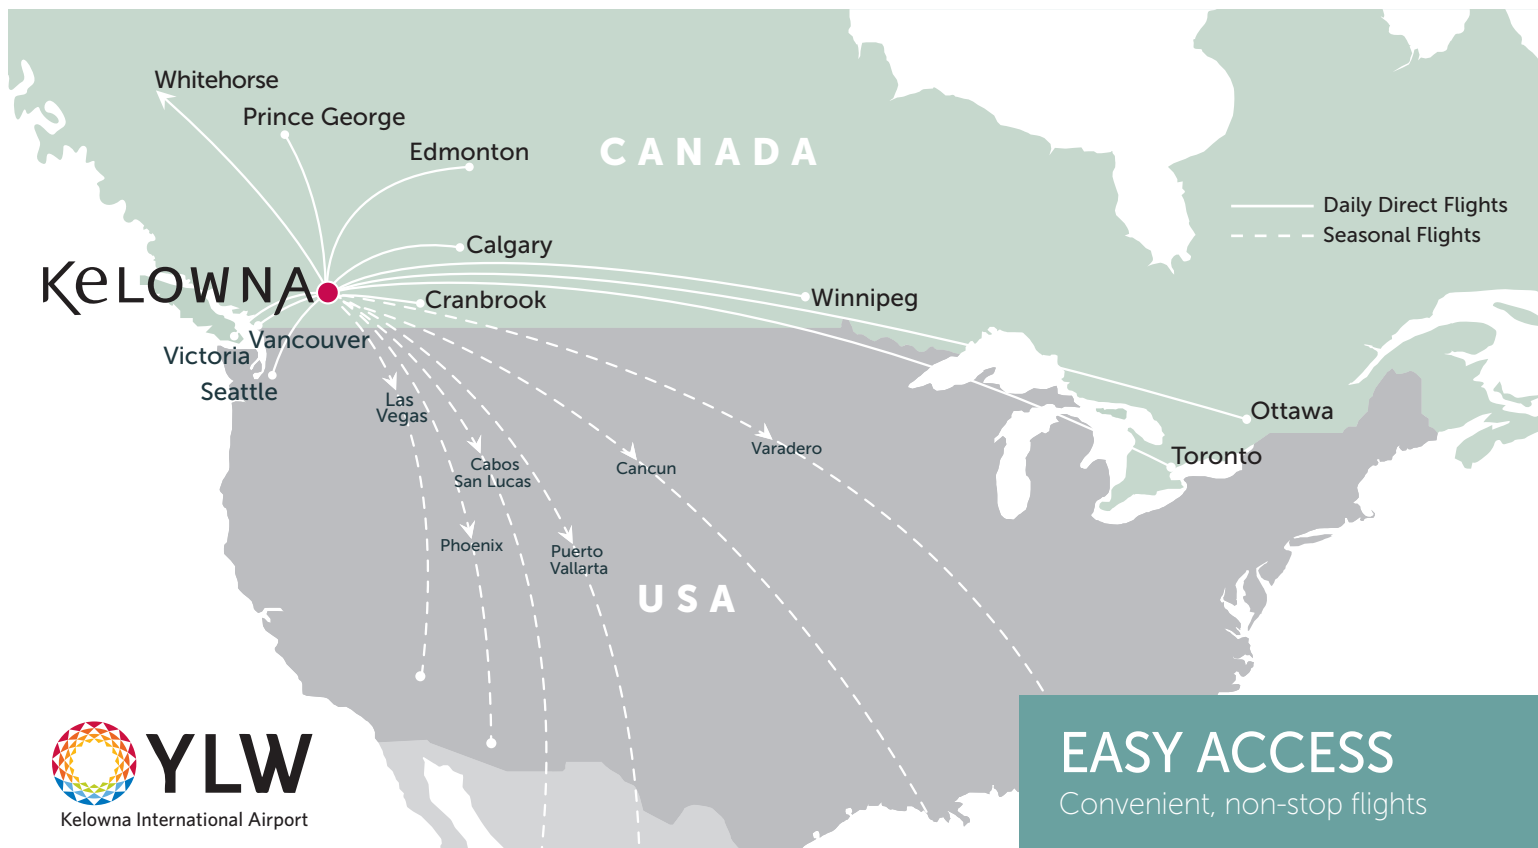 Whitehorse
Prince George
Edmonton
CANADA
Daily Direct Flights
Seasonal Flights
Calgary
KeLOWNA
Cranbrook
Winnipeg
Vancouver
Victoria
Seattle
Las
Vegas
Ottawa
Varadero
Toronto
Cabos
San Lucas
Cancun
Phoenix
Puerto
Vallarta
USA
YLW
Kelowna International Airport
EASY ACCESS
Convenient, non-stop flights